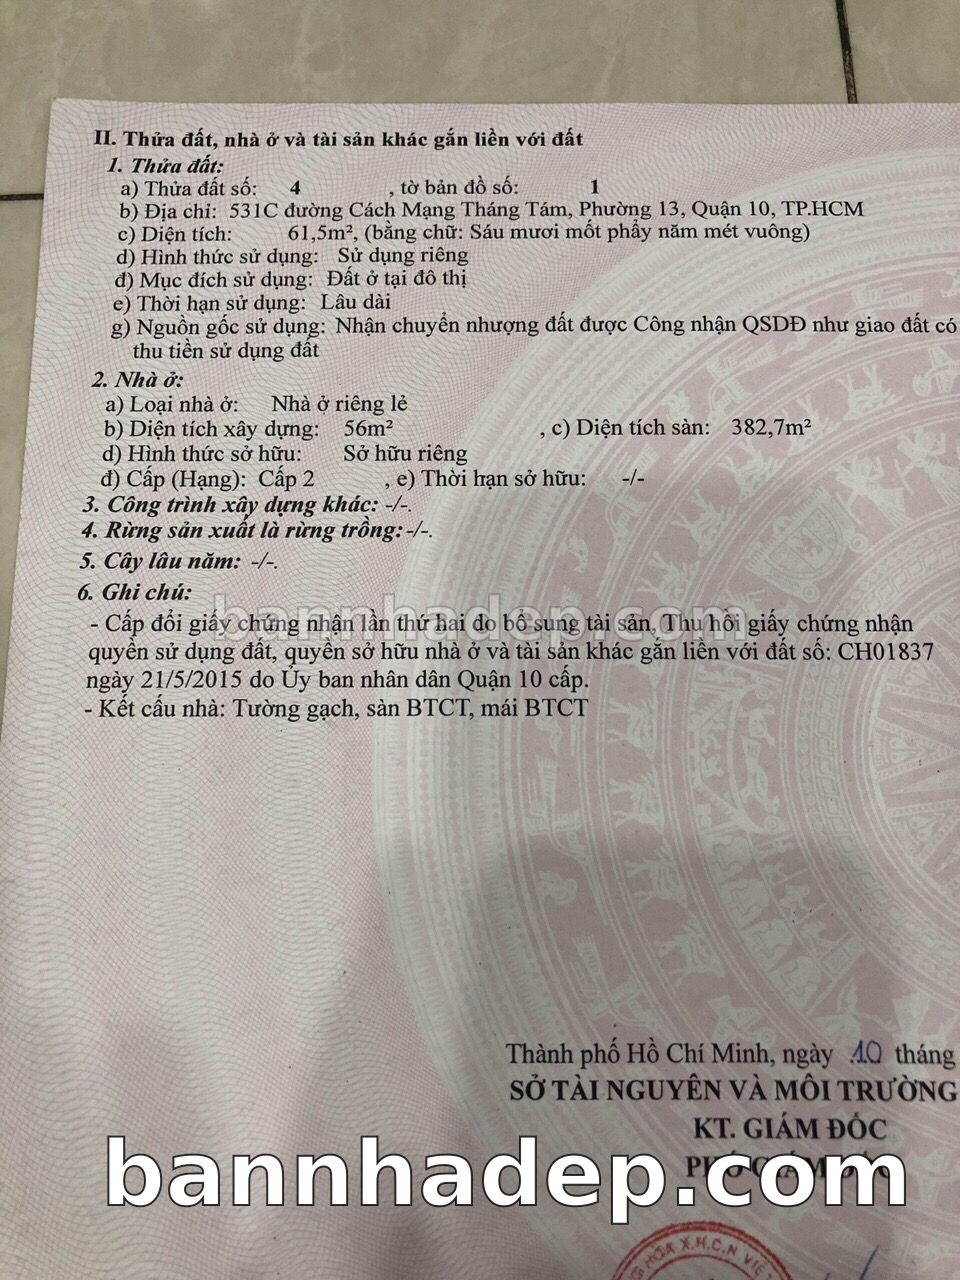 II. Thửa đất, nhà ở và tài sản khác gắn liền với đất
1. Thửa đất:
a) Thửa đất số: 4 , tờ bản đồ số: 1
b) Địa chỉ: 531C đường Cách Mạng Tháng Tám, Phường 13, Quận 10, TP.HCM
c) Diện tích: 61,5m², (bằng chữ: Sáu mươi mốt phẩy năm mét vuông)
d) Hình thức sử dụng: Sử dụng riêng
đ) Mục đích sử dụng: Đất ở tại đô thị
e) Thời hạn sử dụng: Lâu dài
g) Nguồn gốc sử dụng: Nhận chuyển nhượng đất được Công nhận QSDĐ như giao đất có
thu tiền sử dụng đất
2. Nhà ở:
a) Loại nhà ở: Nhà ở riêng lẻ
b) Diện tích xây dựng: 56m² , c) Diện tích sàn: 382,7m²
d) Hình thức sở hữu: Sở hữu riêng
đ) Cấp (Hạng): Cấp 2 , e) Thời hạn sở hữu: -/-
3. Công trình xây dựng khác: -/-.
4. Rừng sản xuất là rừng trồng: -/-.
5. Cây lâu năm: -/-.
6. Ghi chú:
bannhadep.com
- Cấp đổi giấy chứng nhận lần thứ hai do bổ sung tài sản, Thu hồi giấy chứng nhận
quyền sử dụng đất, quyền sở hữu nhà ở và tài sản khác gắn liền với đất số: CH01837
ngày 21/5/2015 do Ủy ban nhân dân Quận 10 cấp.
- Kết cấu nhà: Tường gạch, sàn BTCT, mái BTCT
Thành phố Hồ Chí Minh, ngày 10 tháng
SỞ TÀI NGUYÊN VÀ MÔI TRƯỜNG
KT. GIÁM ĐỐC
PHÓ GIÁM ĐỐC
bannhadep.com
HÒA X.H.C.N VIỆ